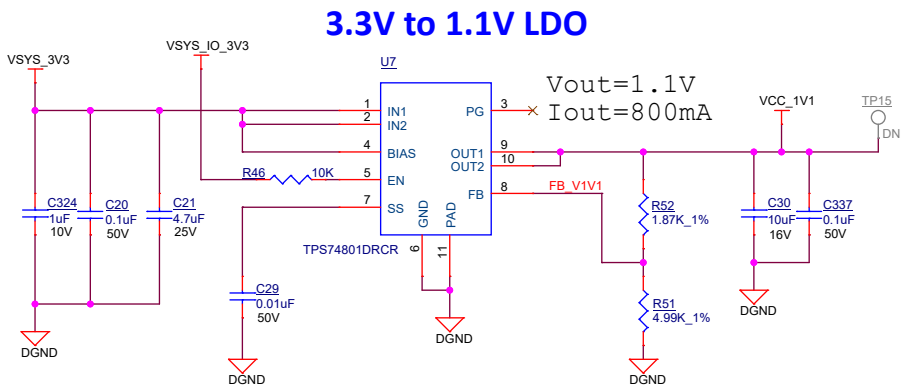 3.3V to 1.1V LDO
VSYS_3V3
VSYS_IO_3V3
U7
Vout=1.1V
Iout=800mA
VCC_1V1
TP15
DN
1
IN1
2
IN2
PG
3
4
BIAS
OUT1
9
OUT2
10
R46
10K
5
EN
FB
8
FB_V1V1
7
SS
GND
PAD
6
11
TPS74801DRCR
C324
1uF
10V
C20
0.1uF
50V
C21
4.7uF
25V
R52
1.87K_1%
C30
10uF
16V
C337
0.1uF
50V
C29
0.01uF
50V
R51
4.99K_1%
DGND
DGND
DGND
DGND
DGND